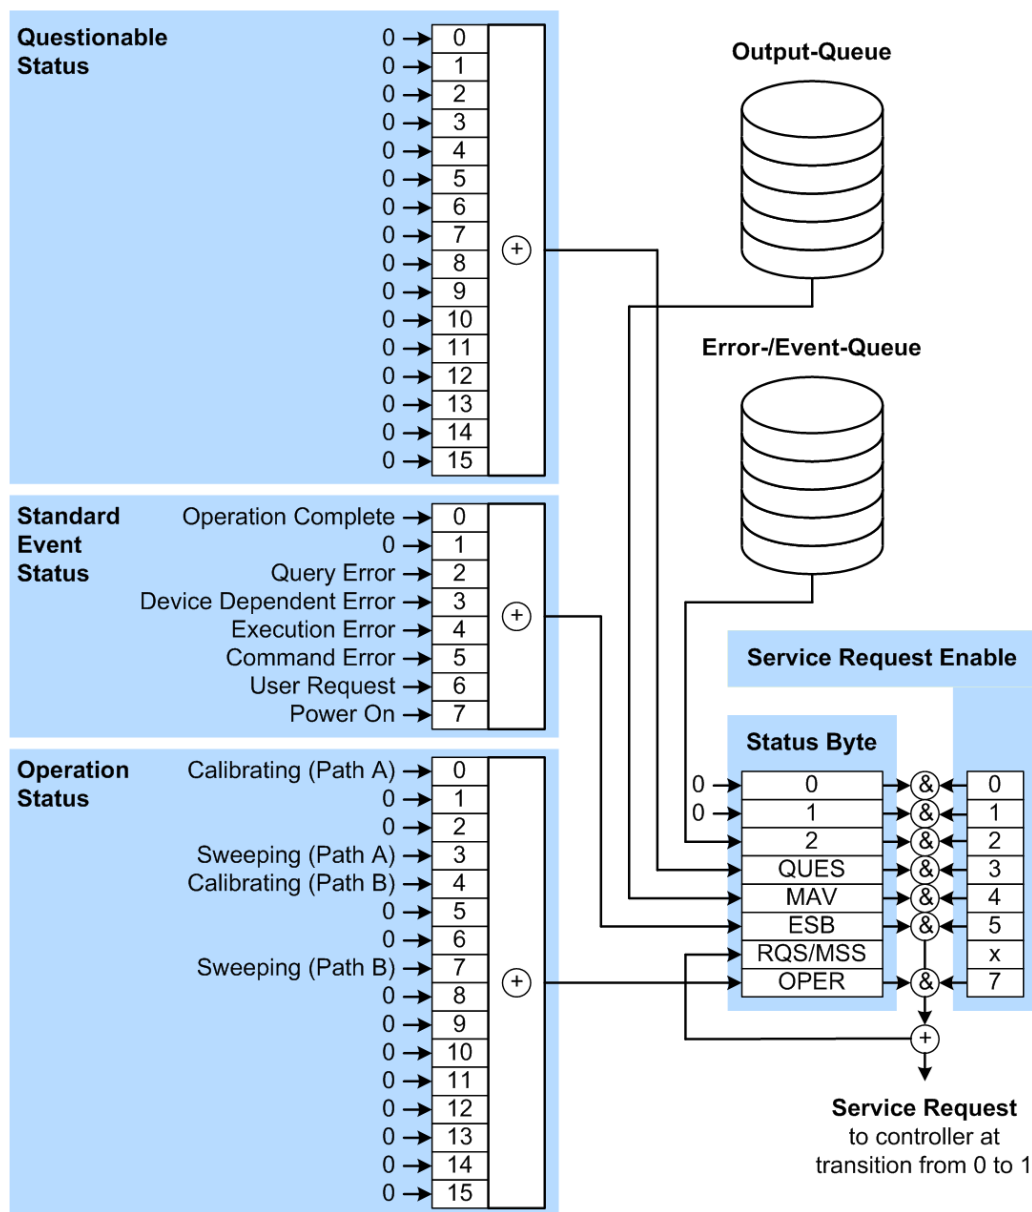 Questionable
Status
0 0
0 1
0 2
0 3
0 4
0 5
0 6
0 7
0 8
0 9
0 10
0 11
0 12
0 13
0 14
0 15
+
Output-Queue
Error-/Event-Queue
Standard
Event
Status
Operation Complete 0
0 1
Query Error 2
Device Dependent Error 3
Execution Error 4
Command Error 5
User Request 6
Power On 7
+
Operation
Status
Calibrating (Path A) 0
0 1
0 2
Sweeping (Path A) 3
Calibrating (Path B) 4
0 5
0 6
Sweeping (Path B) 7
0 8
0 9
0 10
0 11
0 12
0 13
0 14
0 15
+
Service Request Enable
Status Byte
0 0 & 0
0 1 & 1
2 & 2
QUES & 3
MAV & 4
ESB & 5
RQS/MSS x
OPER & 7
+
Service Request
to controller at
transition from 0 to 1